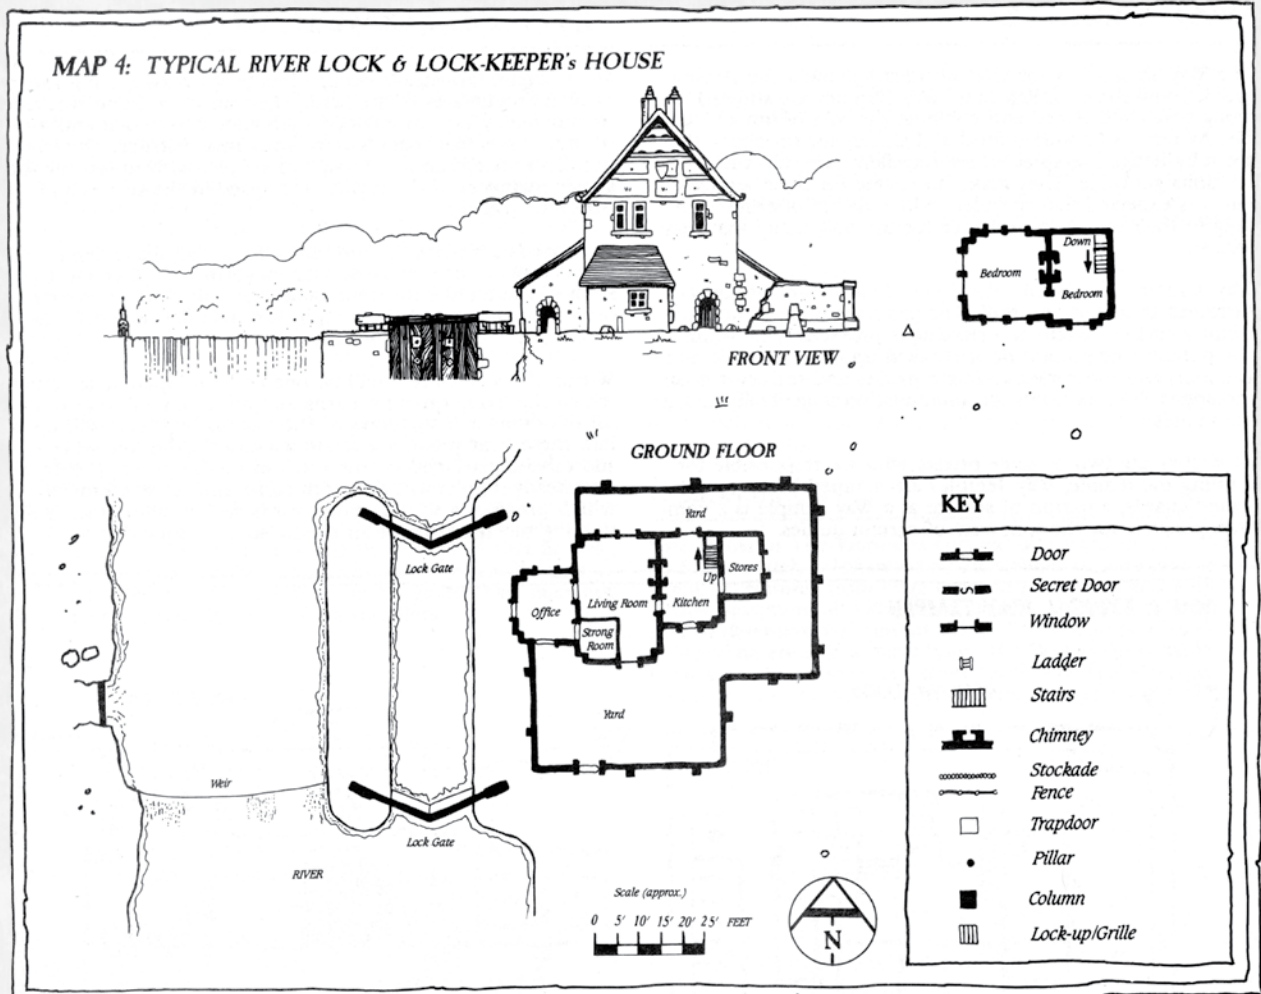 MAP 4: TYPICAL RIVER LOCK & LOCK-KEEPER's HOUSE
Down
Bedroom
Bedroom
FRONT VIEW
GROUND FLOOR
Yard
Lock Gate
Up
Stores
Office
Living Room
Kitchen
Strong
Room
Yard
Weir
Lock Gate
RIVER
Scale (approx.)
0 5' 10' 15' 20' 25' FEET
N
KEY
Door
S
Secret Door
Window
Ladder
Stairs
Chimney
Stockade
Fence
Trapdoor
Pillar
Column
Lock-up/Grille